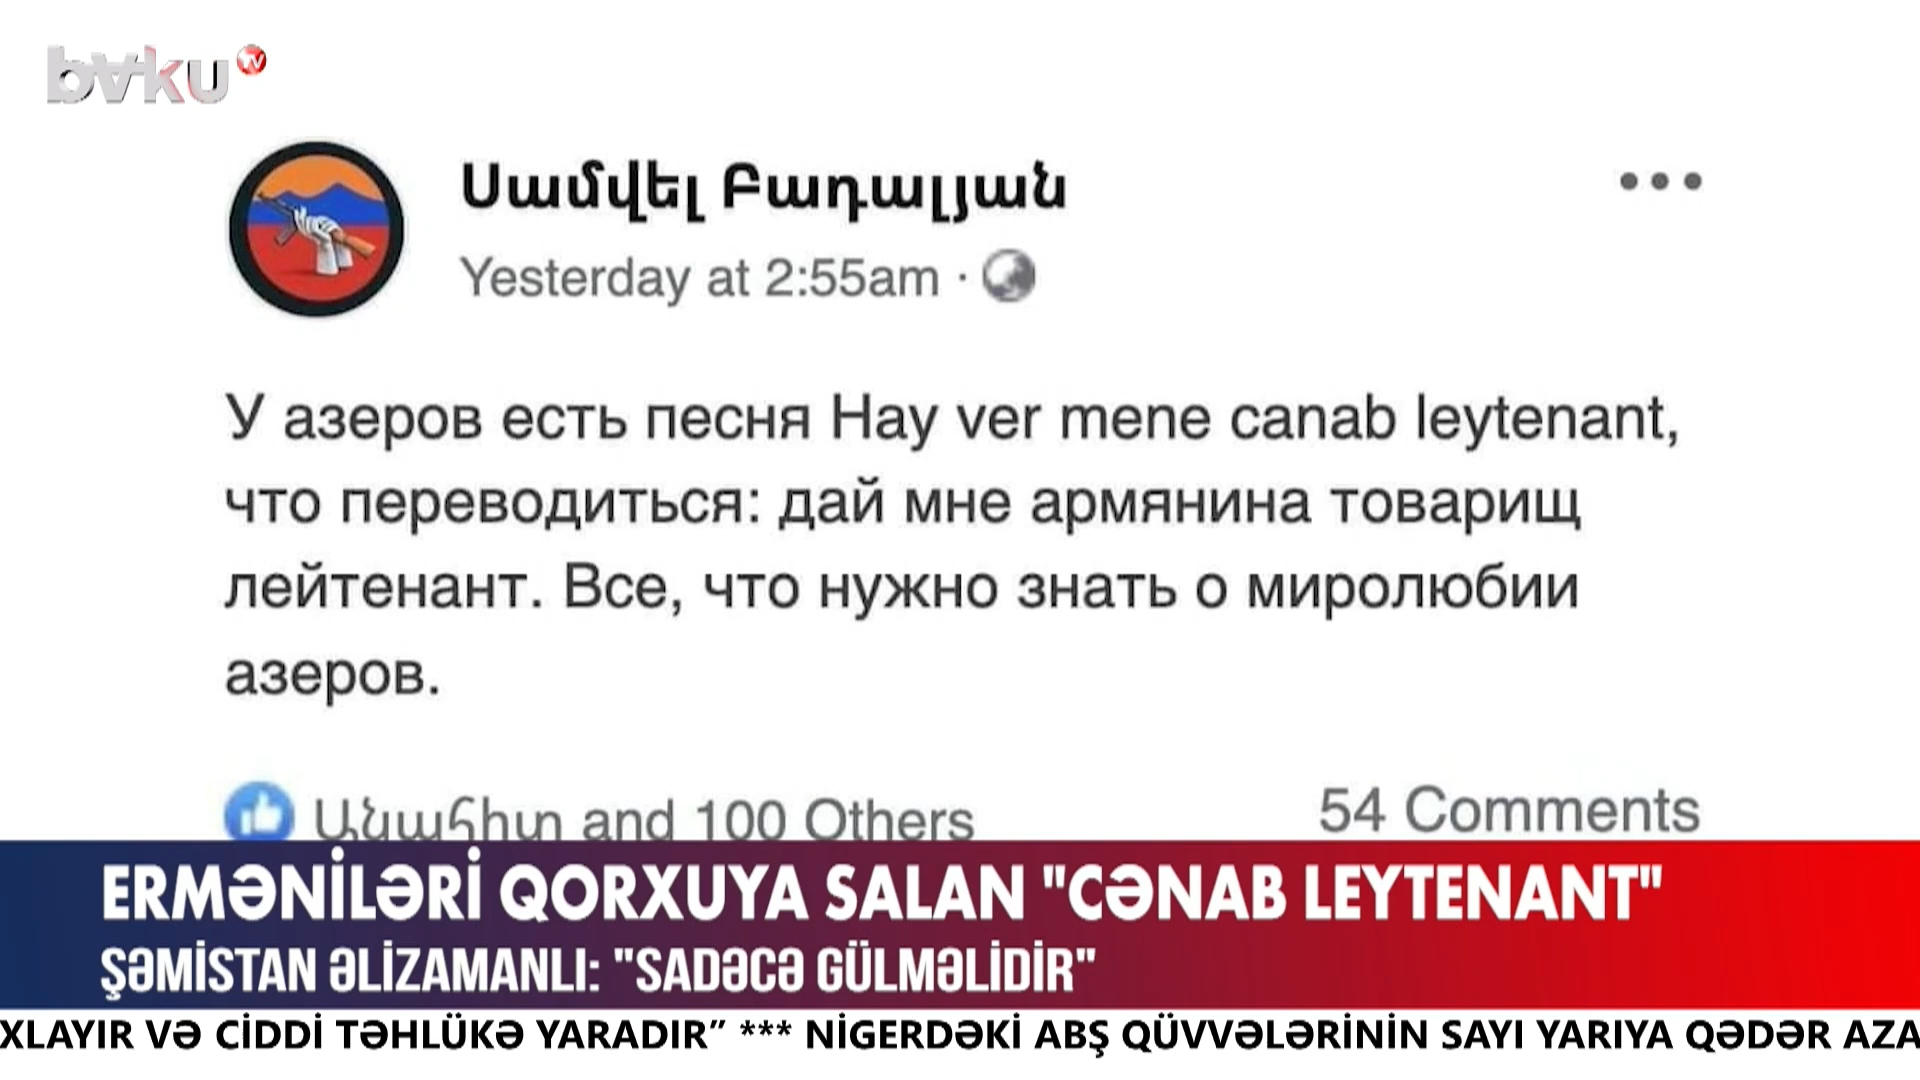 bakuTV
Սամվել Բադալյան
Yesterday at 2:55am ·
У азеров есть песня Hay ver mene canab leytenant,
что переводиться: дай мне армянина товарищ
лейтенант. Все, что нужно знать о миролюбии
азеров.
Անահիտ and 100 Others
54 Comments
ERMƏNİLƏRİ QORXUYA SALAN "CƏNAB LEYTENANT"
ŞƏMİSTAN ƏLİZAMANLI: "SADƏCƏ GÜLMƏLİDİR"
XLAYIR VƏ CİDDİ TƏHLÜKƏ YARADIR” *** NİGERDƏKİ ABŞ QÜVVƏLƏRİNİN SAYI YARIYA QƏDƏR AZA